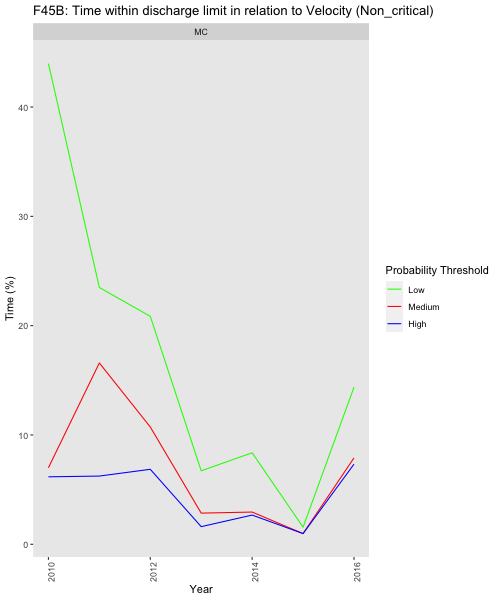 F45B: Time within discharge limit in relation to Velocity (Non_critical)
MC
40
30
20
10
0
Time (%)
2010
2012
2014
2016
Year
Probability Threshold
Low
Medium
High